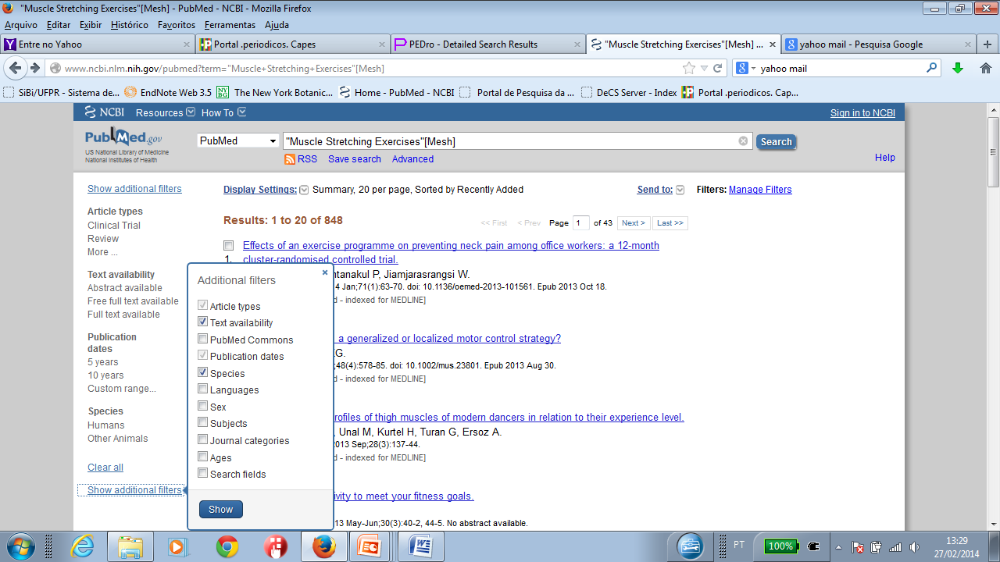 "Muscle Stretching Exercises"[Mesh] - PubMed - NCBI - Mozilla Firefox
Arquivo Editar Exibir Histórico Favoritos Ferramentas Ajuda
Entre no Yahoo
Portal .periodicos. Capes
PEDro - Detailed Search Results
"Muscle Stretching Exercises"[Mesh] ...
yahoo mail - Pesquisa Google
www.ncbi.nlm.nih.gov/pubmed?term="Muscle+Stretching+Exercises"[Mesh]
yahoo mail
SiBi/UFPR - Sistema de... EndNote Web 3.5 The New York Botanic... Home - PubMed - NCBI Portal de Pesquisa da ... DeCS Server - Index Portal .periodicos. Cap...
NCBI Resources How To Sign in to NCBI
PubMed.gov
US National Library of Medicine
National Institutes of Health
PubMed
"Muscle Stretching Exercises"[Mesh]
Search
RSS Save search Advanced Help
Show additional filters
Article types
Clinical Trial
Review
More ...
Text availability
Abstract available
Free full text available
Full text available
Publication
dates
5 years
10 years
Custom range...
Species
Humans
Other Animals
Clear all
Show additional filters
Additional filters
Article types
Text availability
PubMed Commons
Publication dates
Species
Languages
Sex
Subjects
Journal categories
Ages
Search fields
Show
Display Settings: Summary, 20 per page, Sorted by Recently Added Send to: Filters: Manage Filters
Results: 1 to 20 of 848 << First < Prev Page 1 of 43 Next > Last >>
Effects of an exercise programme on preventing neck pain among office workers: a 12-month
1. cluster-randomised controlled trial.
ntanakul P, Jiamjarasrangsi W.
4 Jan;71(1):63-70. doi: 10.1136/oemed-2013-101561. Epub 2013 Oct 18.
d - indexed for MEDLINE]
a generalized or localized motor control strategy?
G.
;48(4):578-85. doi: 10.1002/mus.23801. Epub 2013 Aug 30.
d - indexed for MEDLINE]
rofiles of thigh muscles of modern dancers in relation to their experience level.
, Unal M, Kurtel H, Turan G, Ersoz A.
2013 Sep;28(3):137-44.
d - indexed for MEDLINE]
ivity to meet your fitness goals.
13 May-Jun;30(3):40-2, 44-5. No abstract available.
PT
100%
13:29
27/02/2014